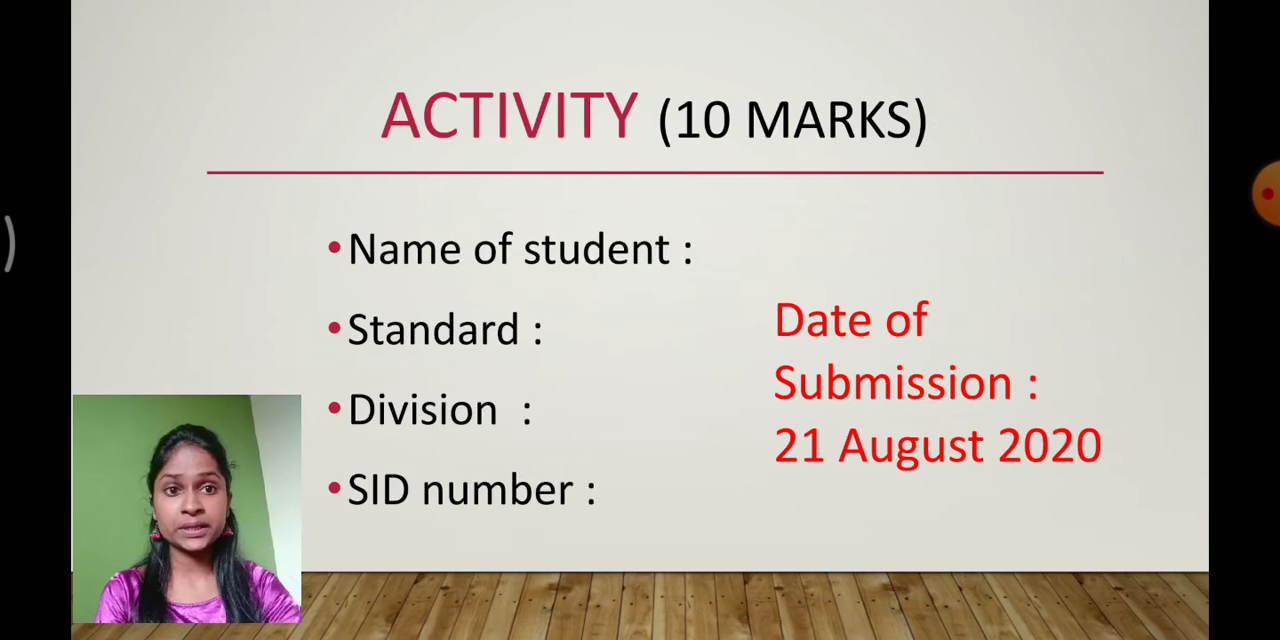 ACTIVITY (10 MARKS)
•Name of student :
•Standard :
•Division :
•SID number :
Date of
Submission :
21 August 2020